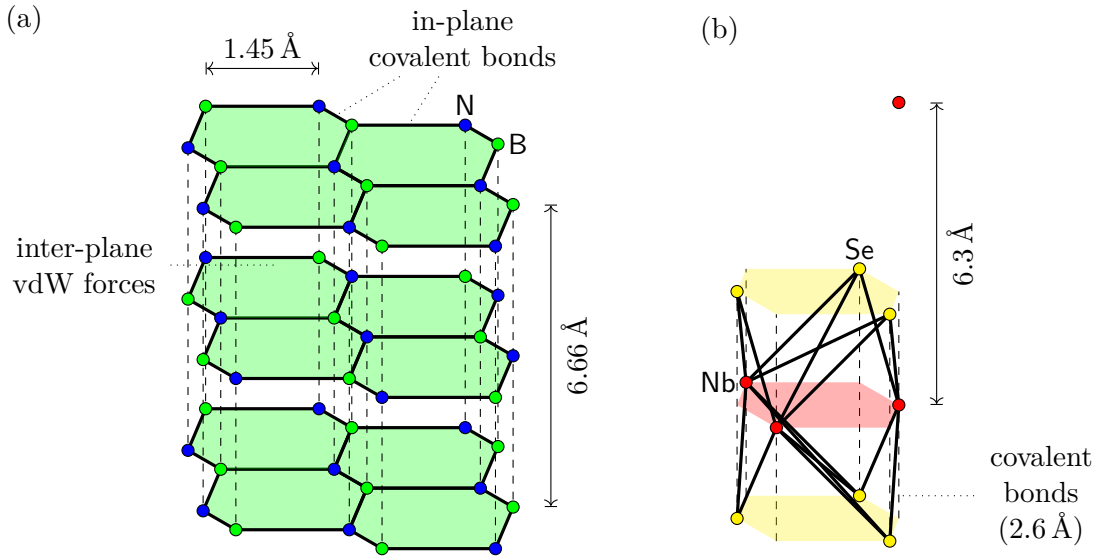 (a)
1.45 Å
in-plane
covalent bonds
N
B
inter-plane
vdW forces
6.66 Å
(b)
Se
6.3 Å
Nb
covalent
bonds
(2.6 Å)